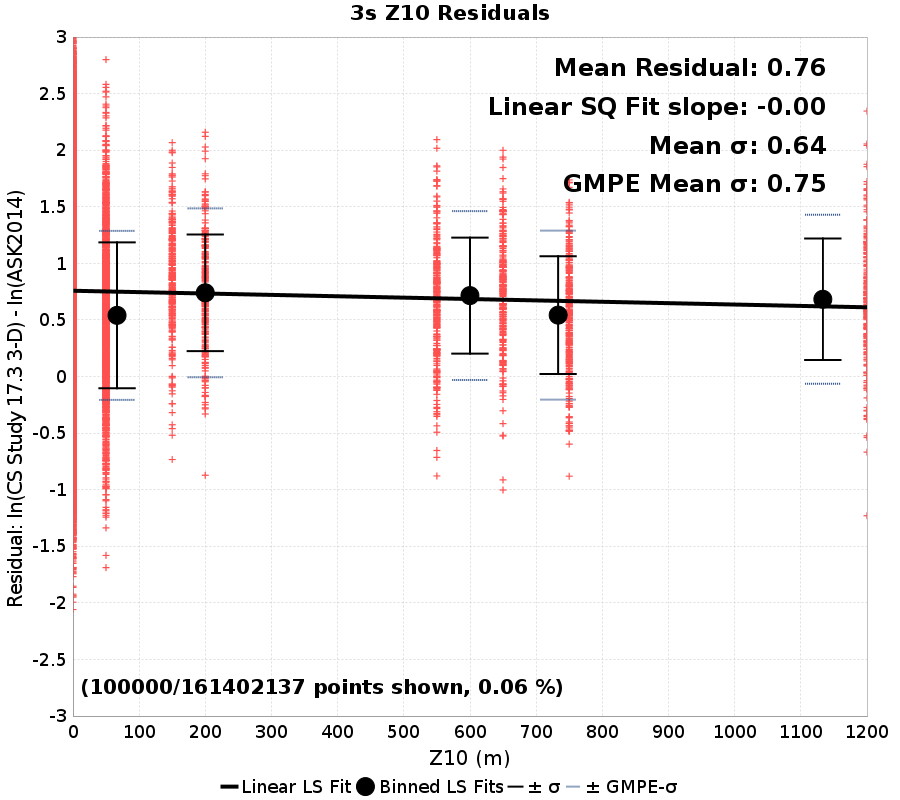 3s Z10 Residuals
Mean Residual: 0.76
Linear SQ Fit slope: -0.00
Mean σ: 0.64
GMPE Mean σ: 0.75
Residual: ln(CS Study 17.3 3-D) - ln(ASK2014)
3
2.5
2
1.5
1
0.5
0
-0.5
-1
-1.5
-2
-2.5
-3
(100000/161402137 points shown, 0.06 %)
0 100 200 300 400 500 600 700 800 900 1000 1100 1200
Z10 (m)
Linear LS Fit Binned LS Fits ± σ ± GMPE-σ